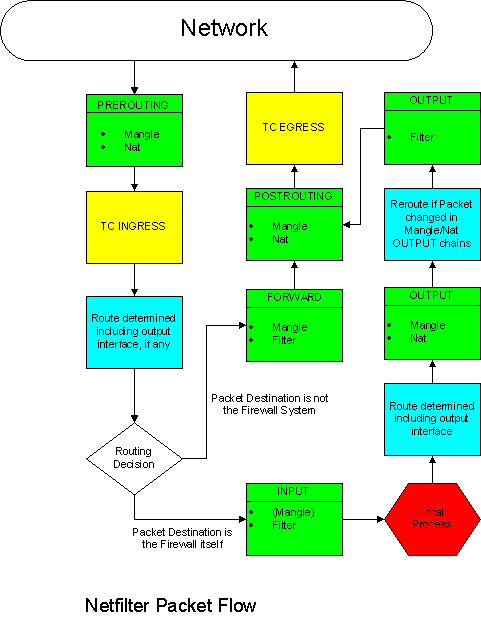 Network
PREROUTING
• Mangle
• Nat
TC EGRESS
OUTPUT
• Filter
TC INGRESS
POSTROUTING
• Mangle
• Nat
Reroute if Packet
changed in
Mangle/Nat
OUTPUT chains
Route determined
including output
interface, if any
FORWARD
• Mangle
• Filter
OUTPUT
• Mangle
• Nat
Packet Destination is not
the Firewall System
Route determined
including output
interface
Routing
Decision
INPUT
• (Mangle)
• Filter
Local
Process
Packet Destination is
the Firewall itself
Netfilter Packet Flow